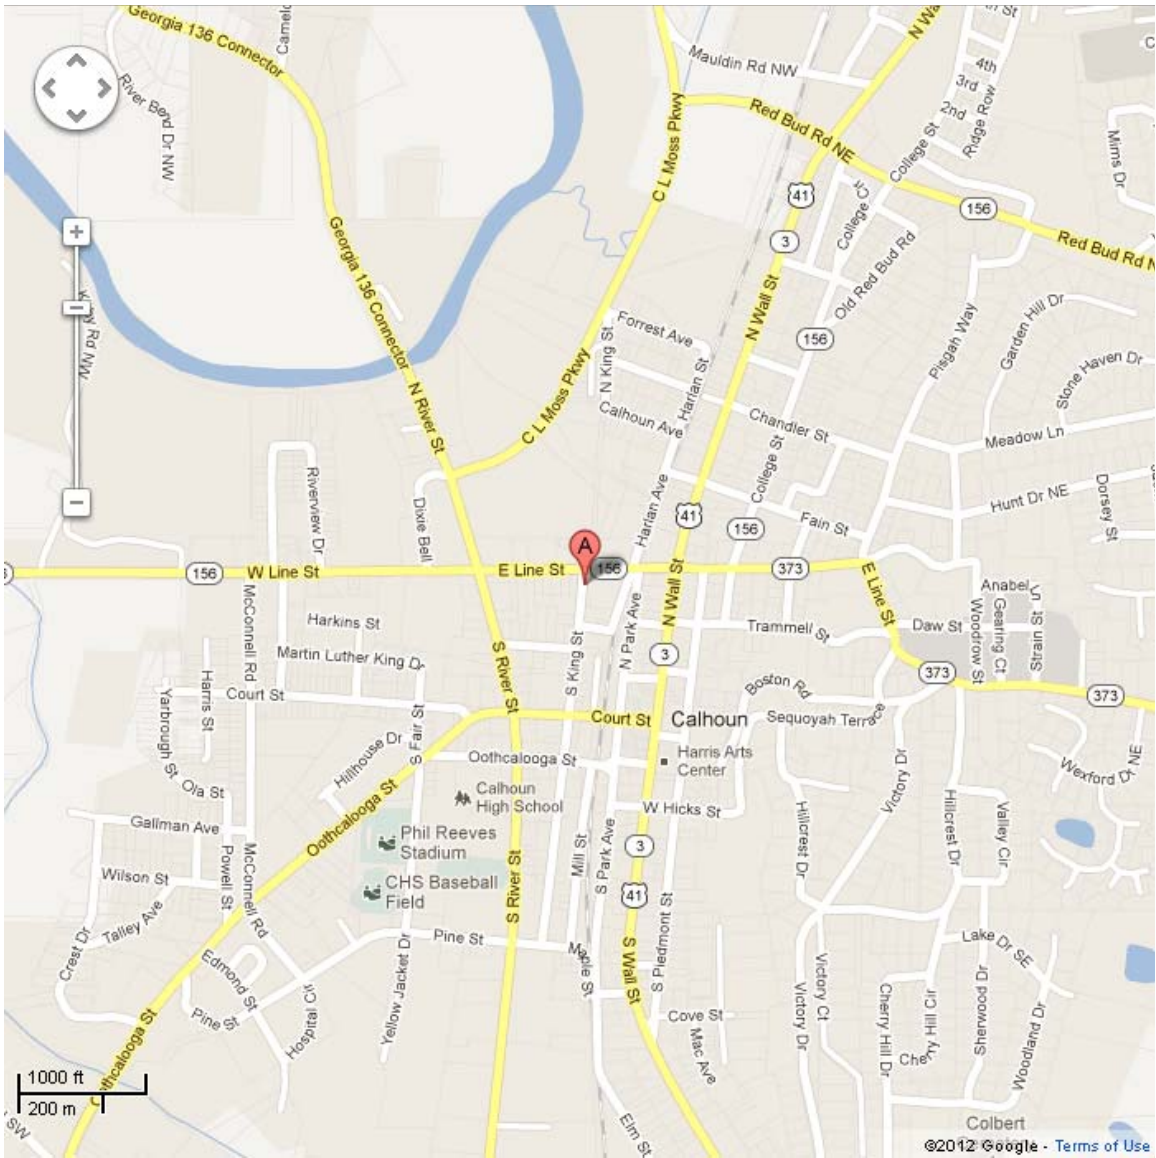 Georgia 136 Connector
River Bend Dr NW
Mauldin Rd NW
4th
3rd
2nd
Ridge Row
College St
Mims Dr
C L Moss Pkwy
Red Bud Rd NE
41
156
3
College Cir
Old Red Bud Rd
Georgia 136 Connector
N Wall St
156
Pisgah Way
Garden Hill Dr
Stone Haven Dr
Forrest Ave
N King St
Harlan St
C L Moss Pkwy
N River St
Calhoun Ave
Chandler St
Meadow Ln
College St
Riverview Dr
Dixie Bell
Harlan Ave
41
156
Fain St
Hunt Dr NE
Dorsey St
A
156
W Line St
E Line St
156
373
E Line St
N Wall St
McConnell Rd
Harkins St
S King St
N Park Ave
Trammell St
Daw St
Anabel Ln
Woodrow St
Gearing Ct
Strain St
Martin Luther King Dr
S River St
3
373
373
Harris St
Yarbrough St
Court St
Court St
Calhoun
Boston Rd
Sequoyah Terrace
S Fair St
Hillhouse Dr
Oothcalooga St
Harris Arts
Center
Victory Dr
Wexford Dr NE
Ola St
Calhoun
High School
W Hicks St
Hillcrest Dr
Hillcrest Dr
Valley Cir
Gallman Ave
Oothcalooga St
Phil Reeves
Stadium
Mill St
S Park Ave
3
Wilson St
Powell St
McConnell Rd
CHS Baseball
Field
S River St
41
Talley Ave
Crest Dr
Pine St
Maple St
S Wall St
S Piedmont St
Lake Dr SE
Edmond St
Pine St
Hospital Cir
Yellow Jacket Dr
Cove St
Mac Ave
Victory Dr
Victory Ct
Cherry Hill Dr
Cherry Hill Cir
Sherwood Dr
Woodland Dr
Oothcalooga St
1000 ft
200 m
Elm St
Colbert
©2012 Google - Terms of Use